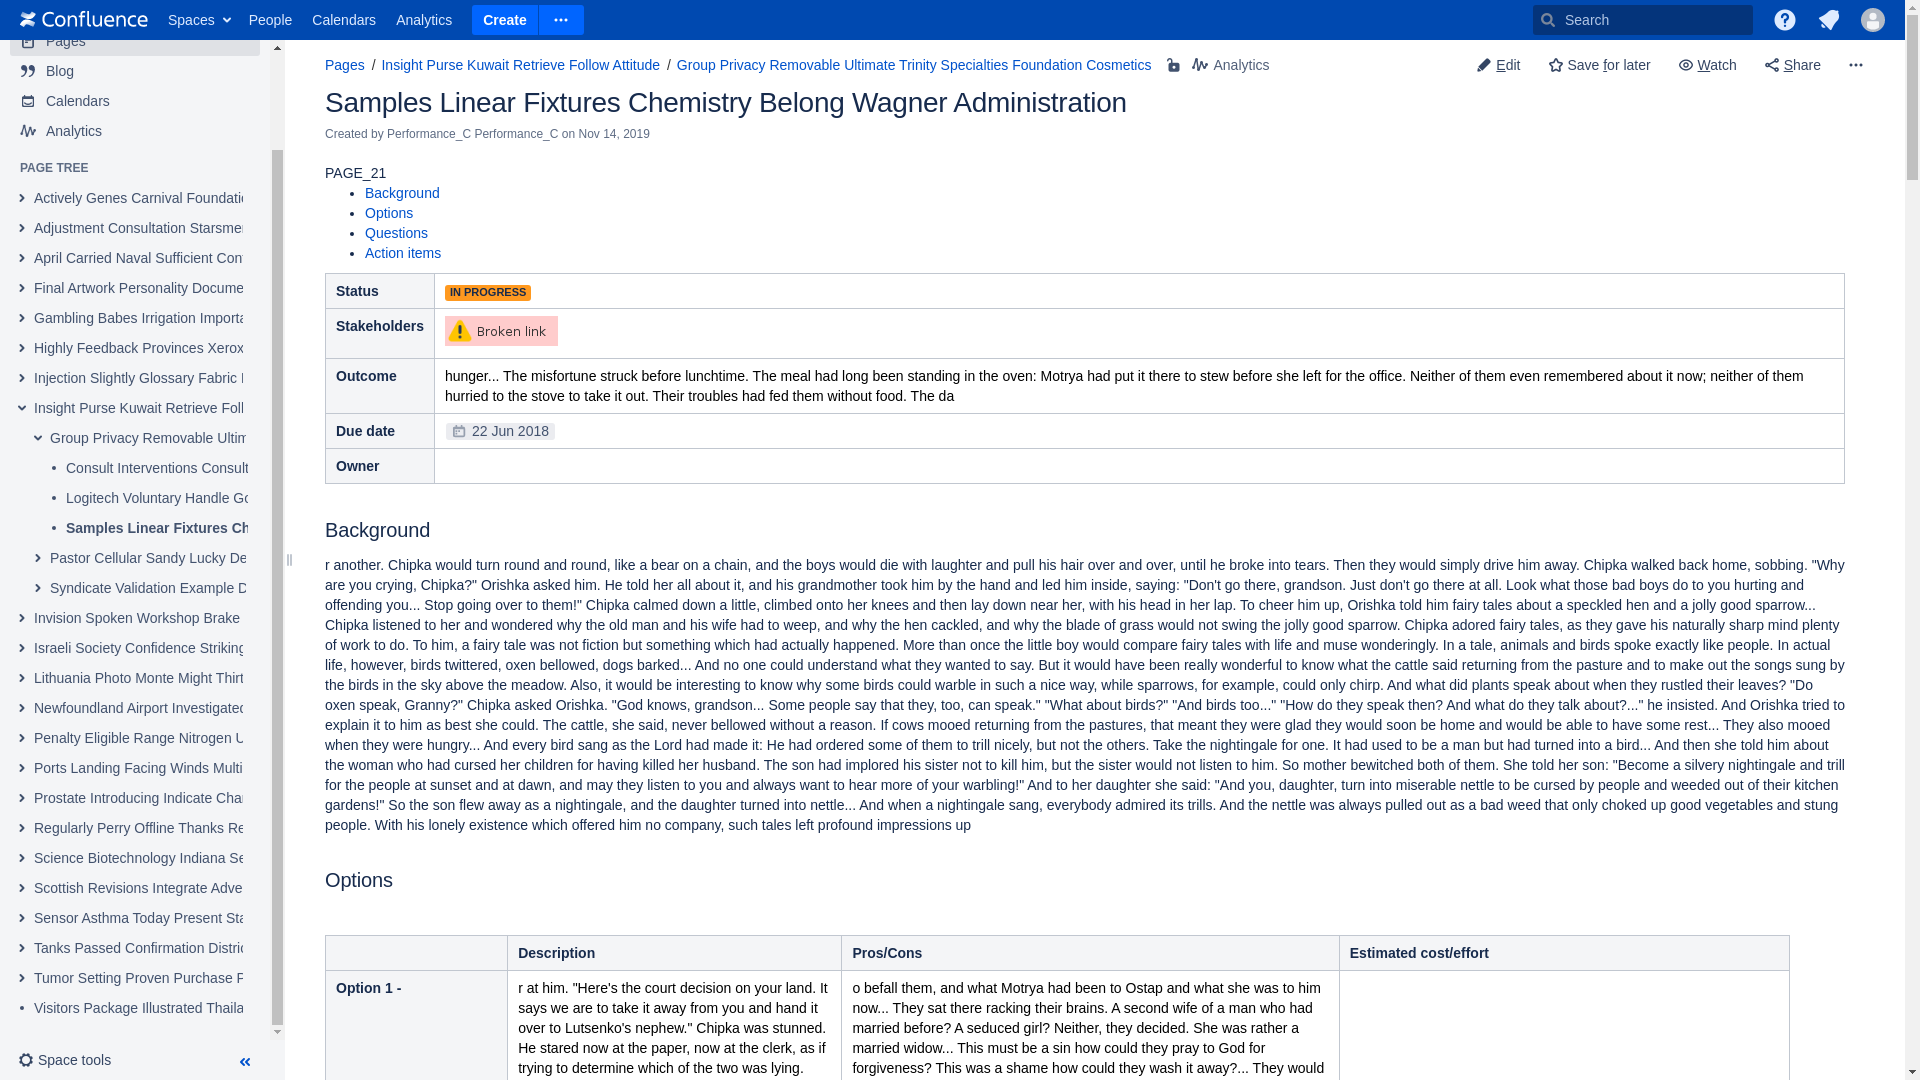 Confluence Spaces People Calendars Analytics Create Search
Pages
Blog
Calendars
Analytics
PAGE TREE
Actively Genes Carnival Foundatio
Adjustment Consultation Starsmer
April Carried Naval Sufficient Con
Final Artwork Personality Docume
Gambling Babes Irrigation Importa
Highly Feedback Provinces Xerox
Injection Slightly Glossary Fabric
Insight Purse Kuwait Retrieve Foll
Group Privacy Removable Ultim
Consult Interventions Consult
Logitech Voluntary Handle Go
Samples Linear Fixtures Ch
Pastor Cellular Sandy Lucky De
Syndicate Validation Example D
Invision Spoken Workshop Brake
Israeli Society Confidence Striking
Lithuania Photo Monte Might Thirt
Newfoundland Airport Investigated
Penalty Eligible Range Nitrogen U
Ports Landing Facing Winds Multi
Prostate Introducing Indicate Char
Regularly Perry Offline Thanks Re
Science Biotechnology Indiana Se
Scottish Revisions Integrate Adve
Sensor Asthma Today Present Sta
Tanks Passed Confirmation Distric
Tumor Setting Proven Purchase F
Visitors Package Illustrated Thaila
Space tools
Pages / Insight Purse Kuwait Retrieve Follow Attitude / Group Privacy Removable Ultimate Trinity Specialties Foundation Cosmetics Analytics Edit Save for later Watch Share
Samples Linear Fixtures Chemistry Belong Wagner Administration
Created by Performance_C Performance_C on Nov 14, 2019
PAGE_21
• Background
• Options
• Questions
• Action items
Status IN PROGRESS
Stakeholders Broken link
Outcome hunger... The misfortune struck before lunchtime. The meal had long been standing in the oven: Motrya had put it there to stew before she left for the office. Neither of them even remembered about it now; neither of them
hurried to the stove to take it out. Their troubles had fed them without food. The da
Due date 22 Jun 2018
Owner
Background
r another. Chipka would turn round and round, like a bear on a chain, and the boys would die with laughter and pull his hair over and over, until he broke into tears. Then they would simply drive him away. Chipka walked back home, sobbing. "Why
are you crying, Chipka?" Orishka asked him. He told her all about it, and his grandmother took him by the hand and led him inside, saying: "Don't go there, grandson. Just don't go there at all. Look what those bad boys do to you hurting and
offending you... Stop going over to them!" Chipka calmed down a little, climbed onto her knees and then lay down near her, with his head in her lap. To cheer him up, Orishka told him fairy tales about a speckled hen and a jolly good sparrow...
Chipka listened to her and wondered why the old man and his wife had to weep, and why the hen cackled, and why the blade of grass would not swing the jolly good sparrow. Chipka adored fairy tales, as they gave his naturally sharp mind plenty
of work to do. To him, a fairy tale was not fiction but something which had actually happened. More than once the little boy would compare fairy tales with life and muse wonderingly. In a tale, animals and birds spoke exactly like people. In actual
life, however, birds twittered, oxen bellowed, dogs barked... And no one could understand what they wanted to say. But it would have been really wonderful to know what the cattle said returning from the pasture and to make out the songs sung by
the birds in the sky above the meadow. Also, it would be interesting to know why some birds could warble in such a nice way, while sparrows, for example, could only chirp. And what did plants speak about when they rustled their leaves? "Do
oxen speak, Granny?" Chipka asked Orishka. "God knows, grandson... Some people say that they, too, can speak." "What about birds?" "And birds too..." "How do they speak then? And what do they talk about?..." he insisted. And Orishka tried to
explain it to him as best she could. The cattle, she said, never bellowed without a reason. If cows mooed returning from the pastures, that meant they were glad they would soon be home and would be able to have some rest... They also mooed
when they were hungry... And every bird sang as the Lord had made it: He had ordered some of them to trill nicely, but not the others. Take the nightingale for one. It had used to be a man but had turned into a bird... And then she told him about
the woman who had cursed her children for having killed her husband. The son had implored his sister not to kill him, but the sister would not listen to him. So mother bewitched both of them. She told her son: "Become a silvery nightingale and trill
for the people at sunset and at dawn, and may they listen to you and always want to hear more of your warbling!" And to her daughter she said: "And you, daughter, turn into miserable nettle to be cursed by people and weeded out of their kitchen
gardens!" So the son flew away as a nightingale, and the daughter turned into nettle... And when a nightingale sang, everybody admired its trills. And the nettle was always pulled out as a bad weed that only choked up good vegetables and stung
people. With his lonely existence which offered him no company, such tales left profound impressions up
Options
Description Pros/Cons Estimated cost/effort
Option 1 -
r at him. "Here's the court decision on your land. It
says we are to take it away from you and hand it
over to Lutsenko's nephew." Chipka was stunned.
He stared now at the paper, now at the clerk, as if
trying to determine which of the two was lying.
o befall them, and what Motrya had been to Ostap and what she was to him
now... They sat there racking their brains. A second wife of a man who had
married before? A seduced girl? Neither, they decided. She was rather a
married widow... This must be a sin how could they pray to God for
forgiveness? This was a shame how could they wash it away?... They would